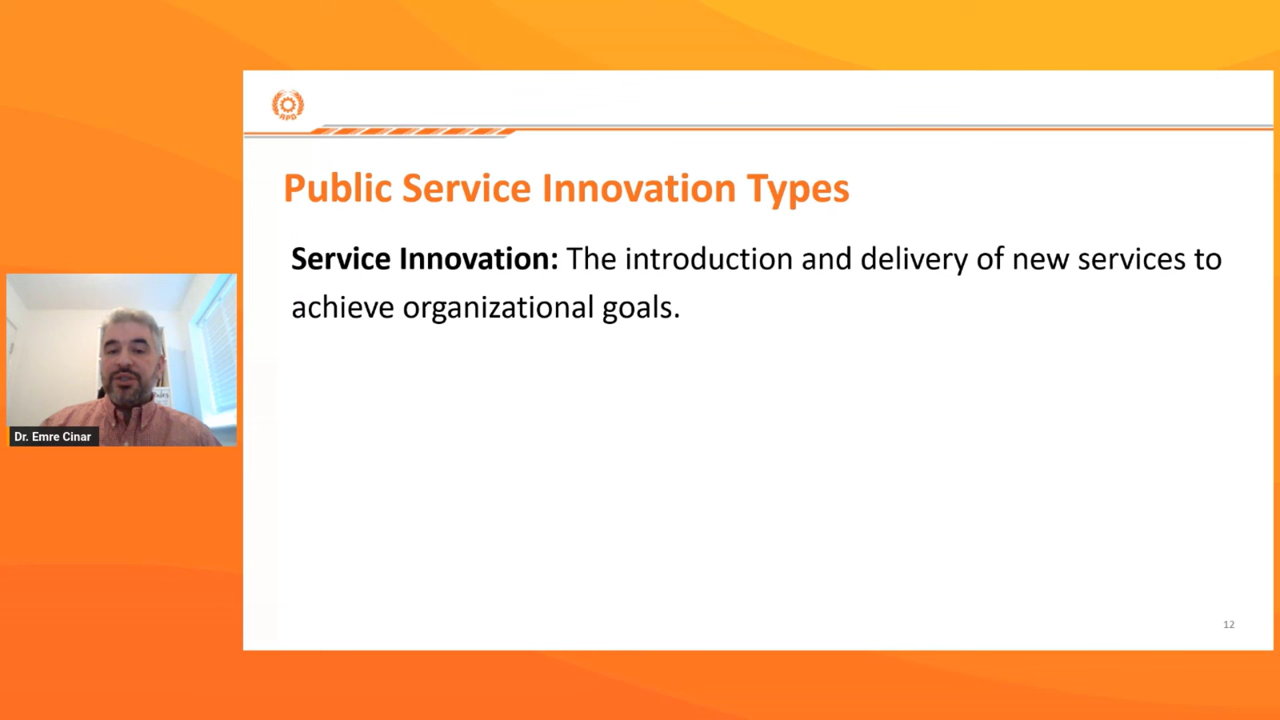 APO
Public Service Innovation Types
Service Innovation: The introduction and delivery of new services to
achieve organizational goals.
Dr. Emre Cinar
12